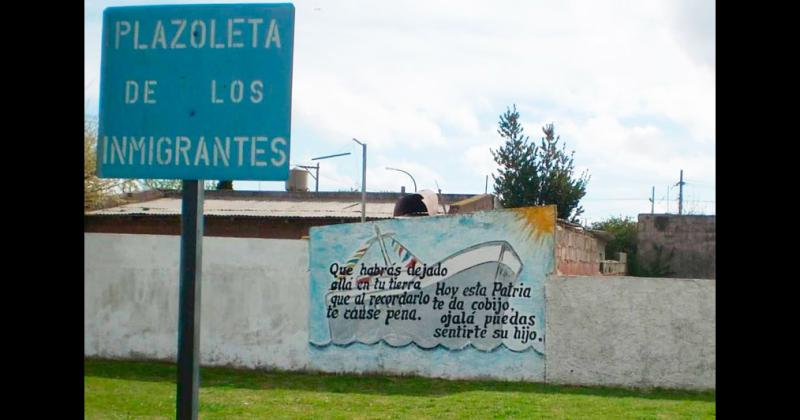 PLAZOLETA
DE LOS
INMIGRANTES
Que habrás dejado
allá en tu tierra
que al recordarlo
te cause pena.
Hoy esta Patria
te da cobijo,
ojalá puedas
sentirte su hijo.